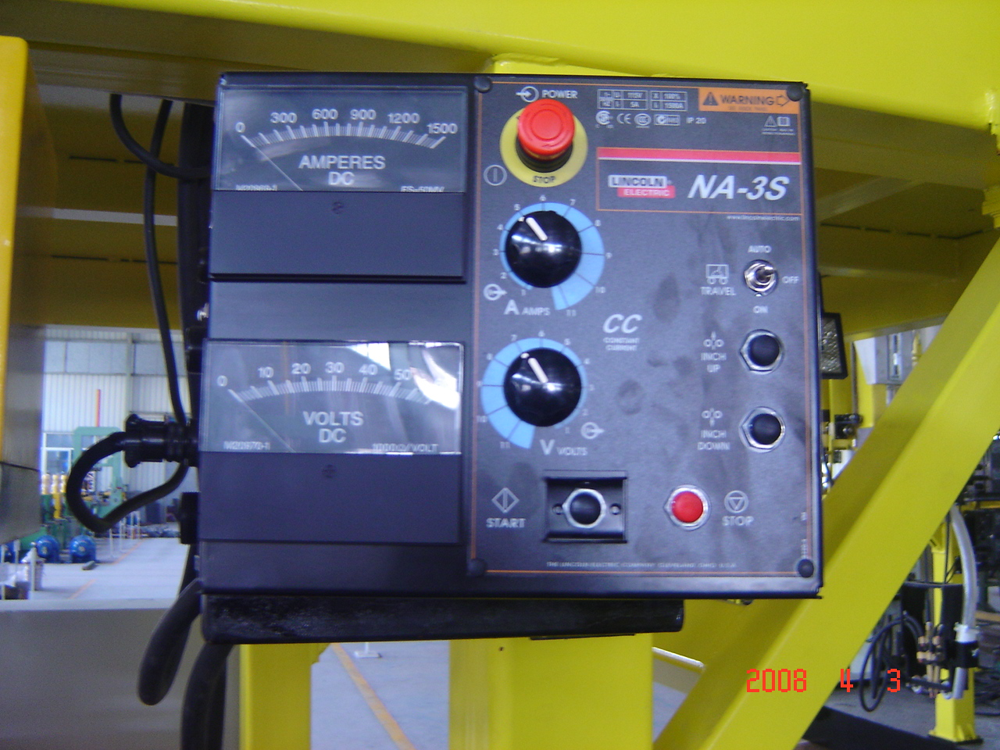 0 300 600 900 1200 1500
AMPERES
DC
POWER
115V
5A
100%
1500A
IP 20
WARNING
STOP
LINCOLN
ELECTRIC
NA-3S
www.lincolnelectric.com
1 2 3 4 5 6 7 8 9 10 11
A AMPS
CC
CONSTANT
CURRENT
AUTO
OFF
ON
TRAVEL
INCH
UP
INCH
DOWN
0 10 20 30 40 50
VOLTS
DC
1000Ω/VOLT
11 10 9 8 7 6 5 4 3 2 1
V VOLTS
START
STOP
THE LINCOLN ELECTRIC COMPANY CLEVELAND, OHIO U.S.A.
2008 4 3